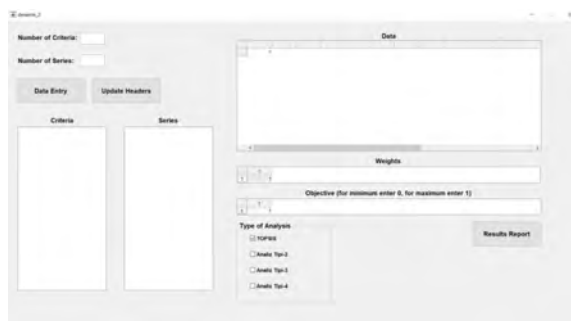 Number of Criteria:
Number of Series:
Data Entry
Update Headers
Criteria
Series
Data
Weights
Objective (for minimum enter 0, for maximum enter 1)
Type of Analysis
TOPSIS
Analiz Tipi-2
Analiz Tipi-3
Analiz Tipi-4
Results Report